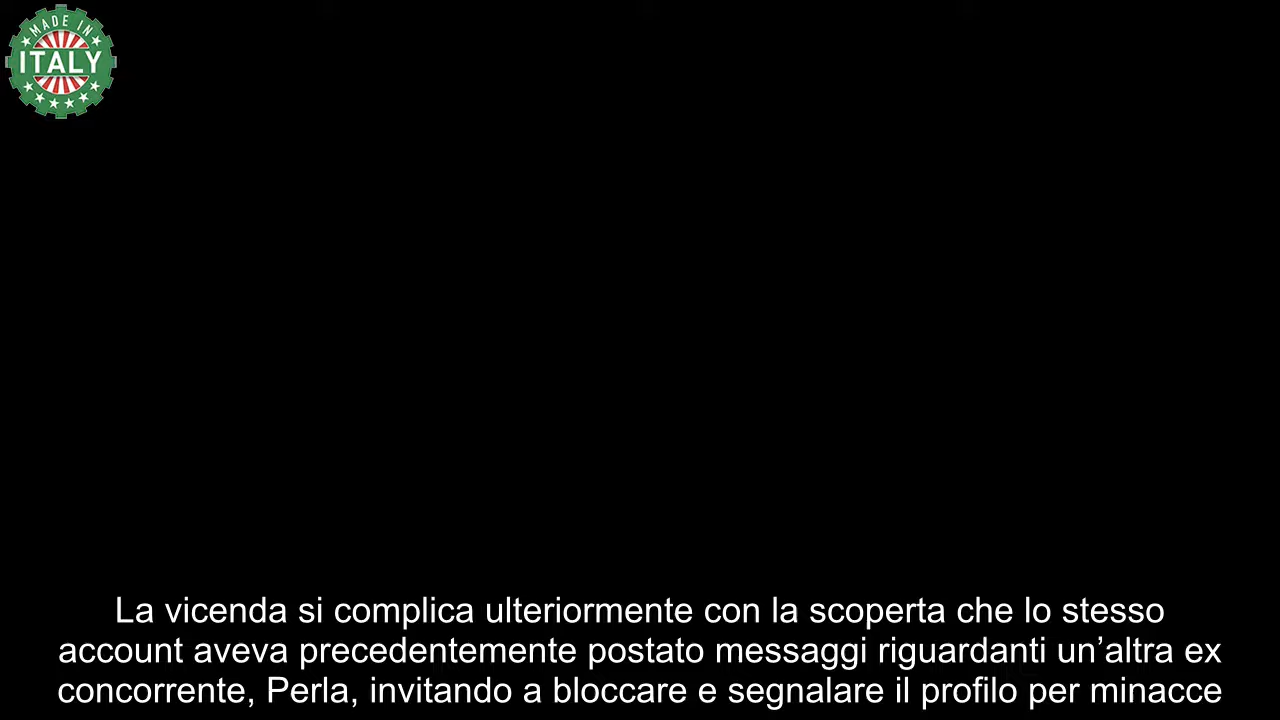 MADE IN
ITALY
La vicenda si complica ulteriormente con la scoperta che lo stesso
account aveva precedentemente postato messaggi riguardanti un’altra ex
concorrente, Perla, invitando a bloccare e segnalare il profilo per minacce